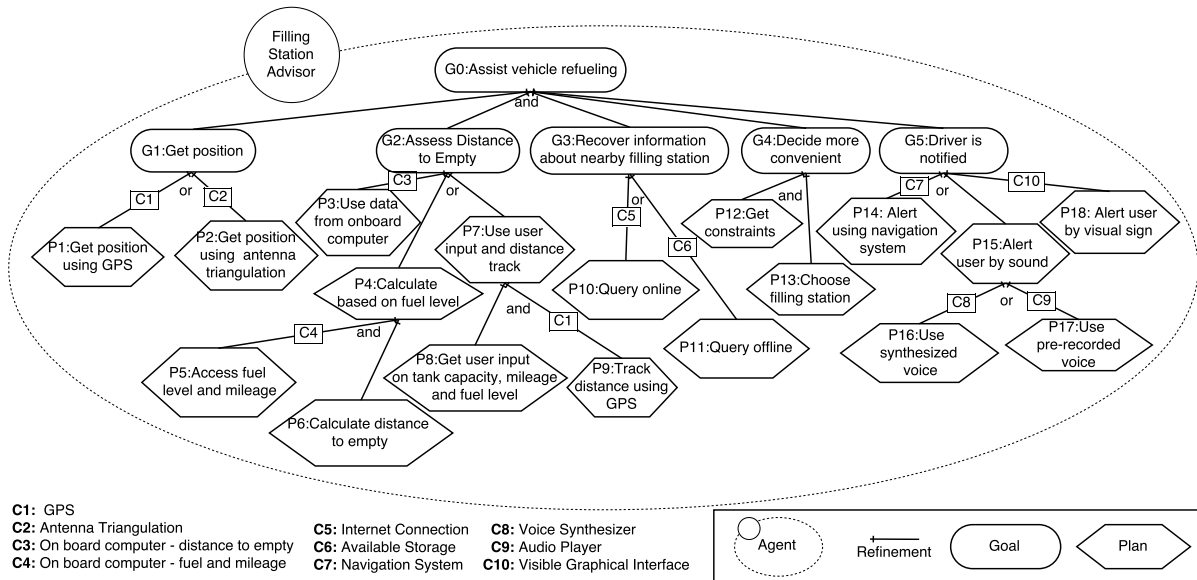 Filling
Station
Advisor
G0:Assist vehicle refueling
and
G1:Get position
G2:Assess Distance
to Empty
G3:Recover information
about nearby filling station
G4:Decide more
convenient
G5:Driver is
notified
C1
or
C2
C3
or
or
C5
C6
and
C7
or
C10
P1:Get position
using GPS
P2:Get position
using antenna
triangulation
P3:Use data
from onboard
computer
P7:Use user
input and distance
track
P12:Get
constraints
P14: Alert
using navigation
system
P15:Alert
user by sound
P18: Alert user
by visual sign
P4:Calculate
based on fuel level
P10:Query online
P13:Choose
filling station
C4
and
and
C1
C8
or
C9
P5:Access fuel
level and mileage
P8:Get user input
on tank capacity, mileage
and fuel level
P9:Track
distance using
GPS
P11:Query offline
P16:Use
synthesized
voice
P17:Use
pre-recorded
voice
P6:Calculate distance
to empty
C1: GPS
C2: Antenna Triangulation
C3: On board computer - distance to empty
C4: On board computer - fuel and mileage
C5: Internet Connection
C6: Available Storage
C7: Navigation System
C8: Voice Synthesizer
C9: Audio Player
C10: Visible Graphical Interface
Agent
Refinement
Goal
Plan